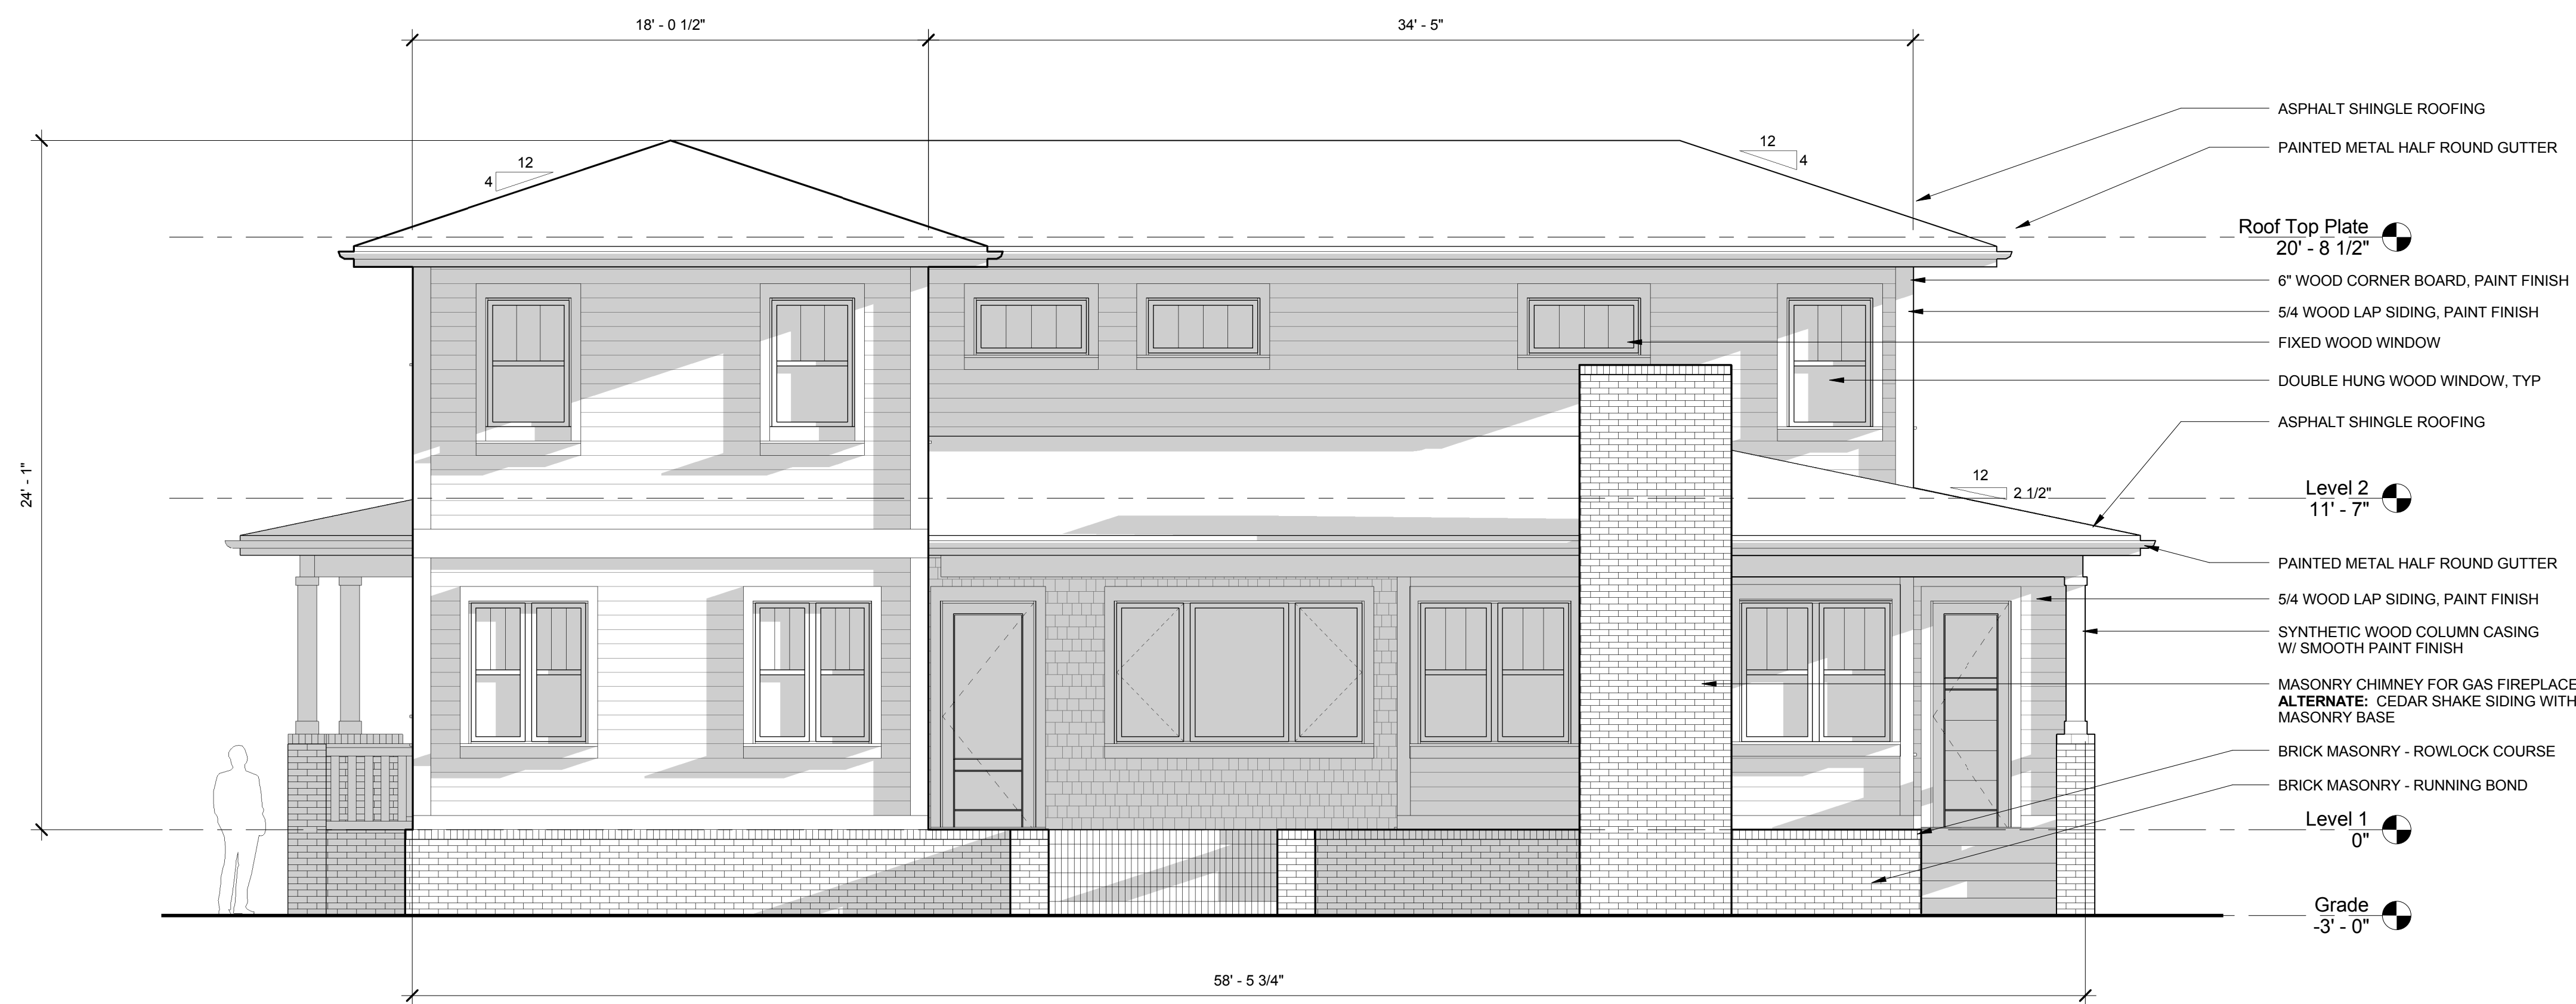 18' - 0 1/2"
34' - 5"
ASPHALT SHINGLE ROOFING
12
4
12
4
PAINTED METAL HALF ROUND GUTTER
Roof Top Plate
20' - 8 1/2"
6" WOOD CORNER BOARD, PAINT FINISH
5/4 WOOD LAP SIDING, PAINT FINISH
FIXED WOOD WINDOW
DOUBLE HUNG WOOD WINDOW, TYP
ASPHALT SHINGLE ROOFING
24' - 1"
12
2 1/2"
Level 2
11' - 7"
PAINTED METAL HALF ROUND GUTTER
5/4 WOOD LAP SIDING, PAINT FINISH
SYNTHETIC WOOD COLUMN CASING
W/ SMOOTH PAINT FINISH
MASONRY CHIMNEY FOR GAS FIREPLACE
ALTERNATE: CEDAR SHAKE SIDING WITH
MASONRY BASE
BRICK MASONRY - ROWLOCK COURSE
BRICK MASONRY - RUNNING BOND
Level 1
0"
Grade
-3' - 0"
58' - 5 3/4"